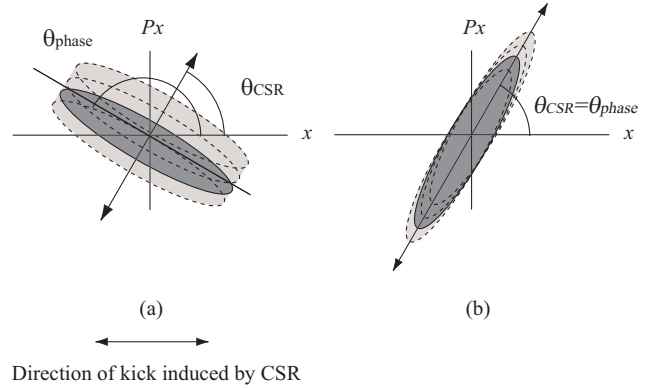 θphase
Px
θCSR
x
(a)
Px
θCSR=θphase
x
(b)
Direction of kick induced by CSR